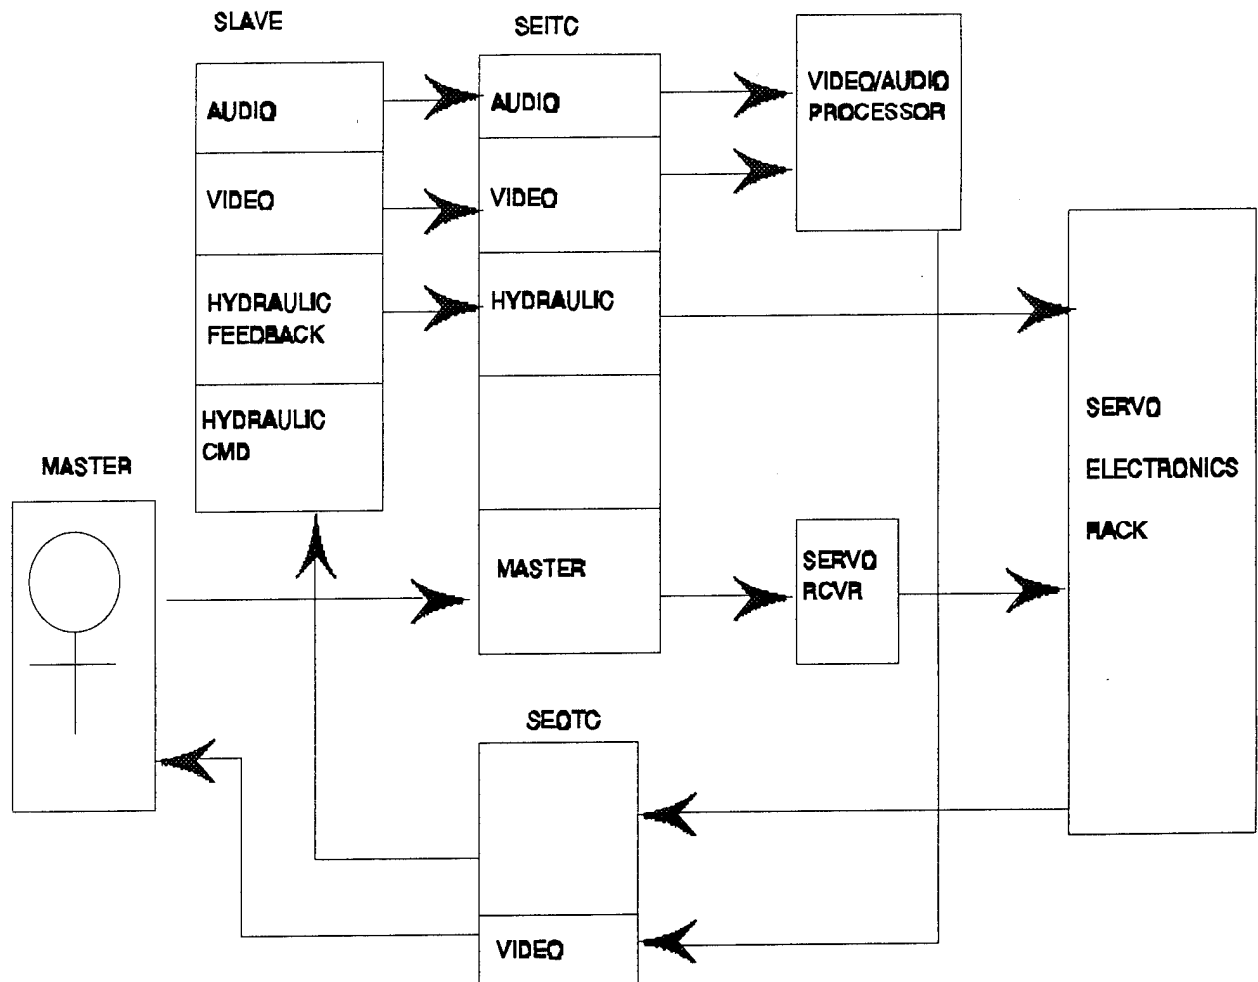 SLAVE
AUDIO
VIDEO
HYDRAULIC
FEEDBACK
HYDRAULIC
CMD
SEITC
AUDIO
VIDEO
HYDRAULIC
MASTER
VIDEO/AUDIO
PROCESSOR
SERVO
ELECTRONICS
RACK
MASTER
SERVO
RCVR
SEOTC
VIDEO